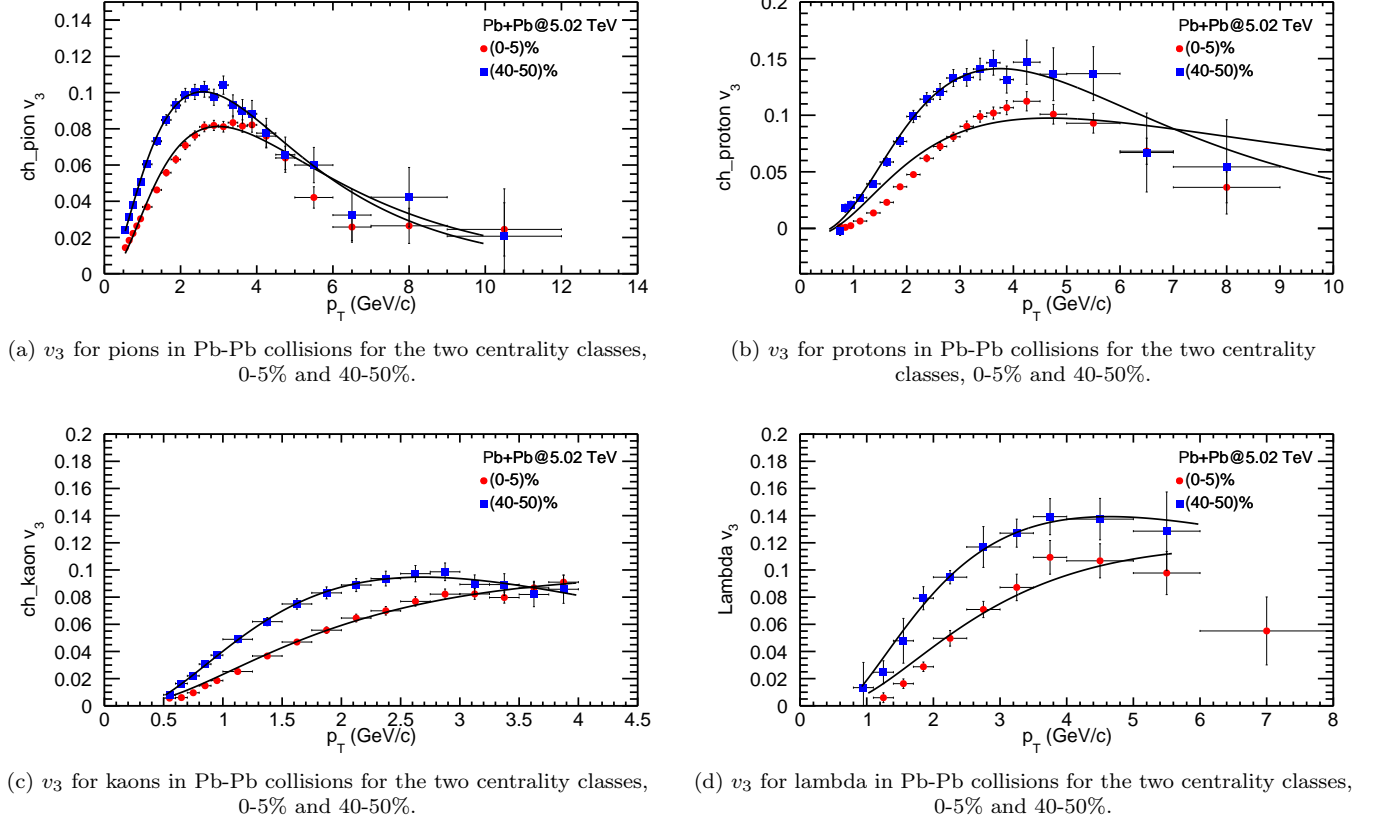 ch_pion v3
0.14
0.12
0.1
0.08
0.06
0.04
0.02
0
Pb+Pb@5.02 TeV
(0-5)%
(40-50)%
0 2 4 6 8 10 12 14
pT (GeV/c)
(a) v3 for pions in Pb-Pb collisions for the two centrality classes,
0-5% and 40-50%.
ch_proton v3
0.2
0.15
0.1
0.05
0
Pb+Pb@5.02 TeV
(0-5)%
(40-50)%
0 1 2 3 4 5 6 7 8 9 10
pT (GeV/c)
(b) v3 for protons in Pb-Pb collisions for the two centrality
classes, 0-5% and 40-50%.
ch_kaon v3
0.2
0.18
0.16
0.14
0.12
0.1
0.08
0.06
0.04
0.02
0
Pb+Pb@5.02 TeV
(0-5)%
(40-50)%
0 0.5 1 1.5 2 2.5 3 3.5 4 4.5
pT (GeV/c)
(c) v3 for kaons in Pb-Pb collisions for the two centrality classes,
0-5% and 40-50%.
Lambda v3
0.2
0.18
0.16
0.14
0.12
0.1
0.08
0.06
0.04
0.02
0
Pb+Pb@5.02 TeV
(0-5)%
(40-50)%
0 1 2 3 4 5 6 7 8
pT (GeV/c)
(d) v3 for lambda in Pb-Pb collisions for the two centrality classes,
0-5% and 40-50%.